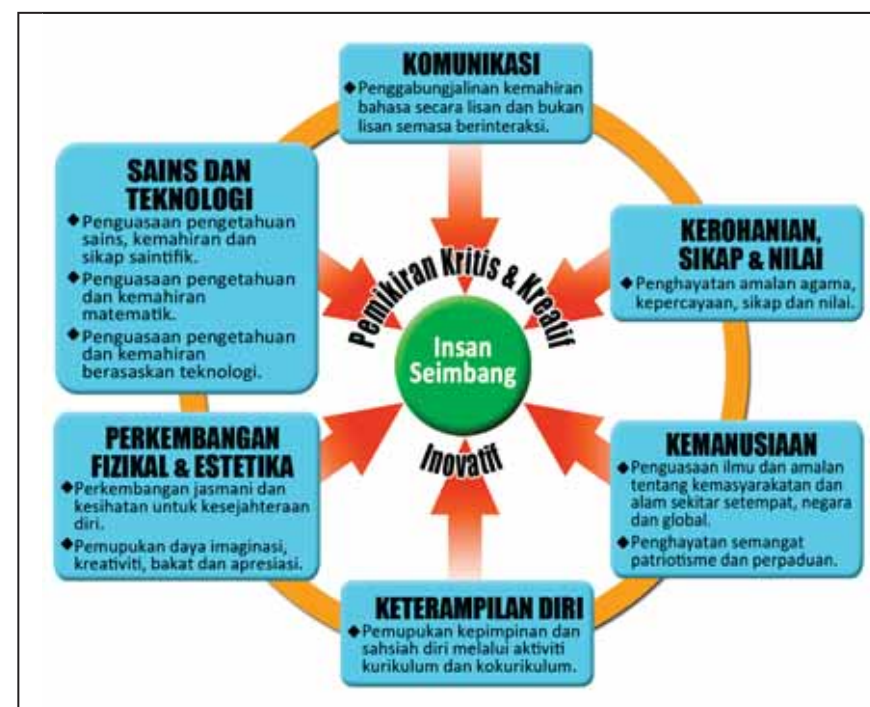 KOMUNIKASI
◆Penggabungjalinan kemahiran
bahasa secara lisan dan bukan
lisan semasa berinteraksi.
SAINS DAN
TEKNOLOGI
◆Penguasaan pengetahuan
sains, kemahiran dan
sikap saintifik.
◆Penguasaan pengetahuan
dan kemahiran
matematik.
◆Penguasaan pengetahuan
dan kemahiran
berasaskan teknologi.
KEROHANIAN,
SIKAP & NILAI
◆Penghayatan amalan agama,
kepercayaan, sikap dan nilai.
Pemikiran Kritis & Kreatif
Insan
Seimbang
Inovatif
PERKEMBANGAN
FIZIKAL & ESTETIKA
◆Perkembangan jasmani dan
kesihatan untuk kesejahteraan
diri.
◆Pemupukan daya imaginasi,
kreativiti, bakat dan apresiasi.
KEMANUSIAAN
◆Penguasaan ilmu dan amalan
tentang kemasyarakatan dan
alam sekitar setempat, negara
dan global.
◆Penghayatan semangat
patriotisme dan perpaduan.
KETERAMPILAN DIRI
◆Pemupukan kepimpinan dan
sahsiah diri melalui aktiviti
kurikulum dan kokurikulum.